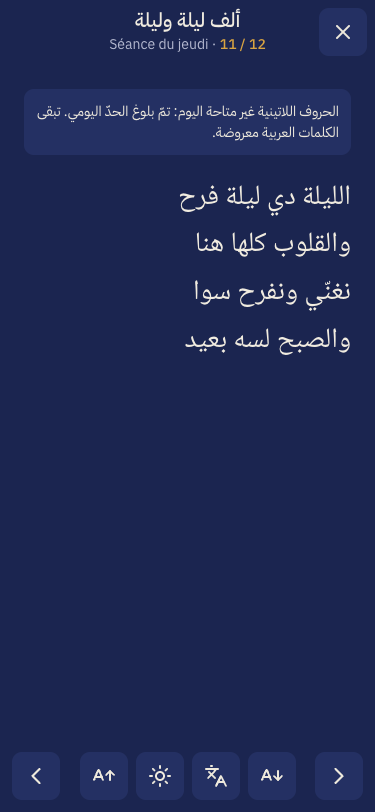 ألف ليلة وليلة
Séance du jeudi · 11 / 12
الحروف اللاتينية غير متاحة اليوم: تمّ بلوغ الحدّ اليومي. تبقى
الكلمات العربية معروضة.
الليلة دي ليلة فرح
والقلوب كلها هنا
نغنّي ونفرح سوا
والصبح لسه بعيد
A↑
A↓